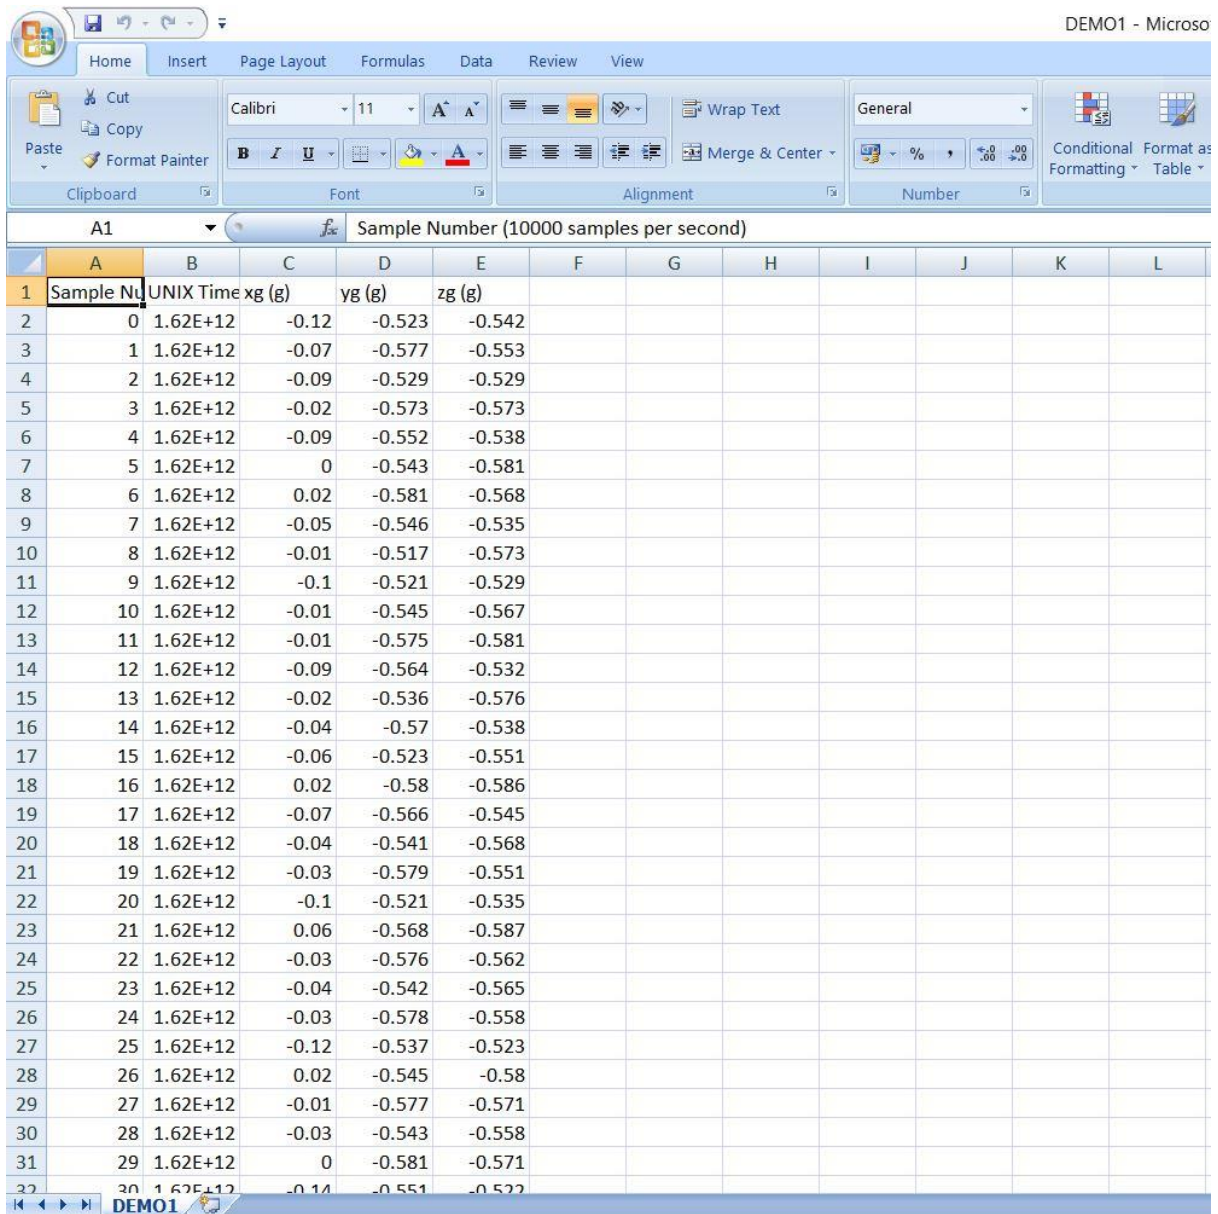 DEMO1 - Microso
Home Insert Page Layout Formulas Data Review View
Cut
Copy
Format Painter
Paste
Calibri 11 A A
B I U A
Wrap Text
Merge & Center
General
% , .0 .00 .00 .0
Conditional Formatting
Format as Table
Clipboard Font Alignment Number
A1 fx Sample Number (10000 samples per second)
A B C D E F G H I J K L
1 Sample Nu UNIX Time xg (g) yg (g) zg (g)
2 0 1.62E+12 -0.12 -0.523 -0.542
3 1 1.62E+12 -0.07 -0.577 -0.553
4 2 1.62E+12 -0.09 -0.529 -0.529
5 3 1.62E+12 -0.02 -0.573 -0.573
6 4 1.62E+12 -0.09 -0.552 -0.538
7 5 1.62E+12 0 -0.543 -0.581
8 6 1.62E+12 0.02 -0.581 -0.568
9 7 1.62E+12 -0.05 -0.546 -0.535
10 8 1.62E+12 -0.01 -0.517 -0.573
11 9 1.62E+12 -0.1 -0.521 -0.529
12 10 1.62E+12 -0.01 -0.545 -0.567
13 11 1.62E+12 -0.01 -0.575 -0.581
14 12 1.62E+12 -0.09 -0.564 -0.532
15 13 1.62E+12 -0.02 -0.536 -0.576
16 14 1.62E+12 -0.04 -0.57 -0.538
17 15 1.62E+12 -0.06 -0.523 -0.551
18 16 1.62E+12 0.02 -0.58 -0.586
19 17 1.62E+12 -0.07 -0.566 -0.545
20 18 1.62E+12 -0.04 -0.541 -0.568
21 19 1.62E+12 -0.03 -0.579 -0.551
22 20 1.62E+12 -0.1 -0.521 -0.535
23 21 1.62E+12 0.06 -0.568 -0.587
24 22 1.62E+12 -0.03 -0.576 -0.562
25 23 1.62E+12 -0.04 -0.542 -0.565
26 24 1.62E+12 -0.03 -0.578 -0.558
27 25 1.62E+12 -0.12 -0.537 -0.523
28 26 1.62E+12 0.02 -0.545 -0.58
29 27 1.62E+12 -0.01 -0.577 -0.571
30 28 1.62E+12 -0.03 -0.543 -0.558
31 29 1.62E+12 0 -0.581 -0.571
32 30 1.62E+12 -0.14 -0.551 -0.522
DEMO1